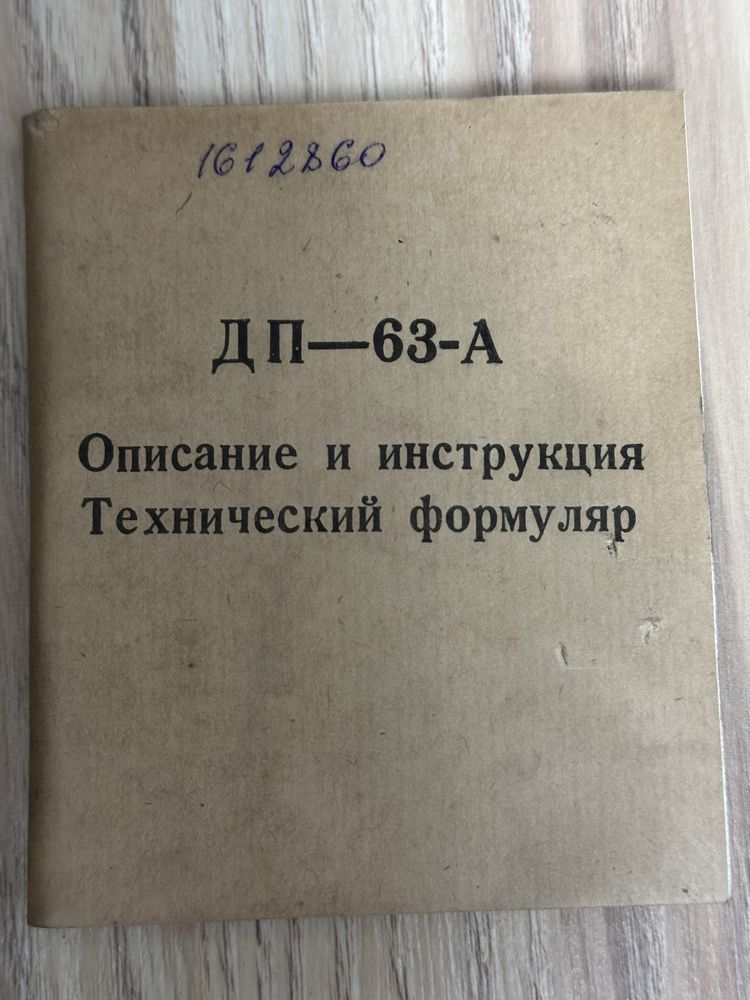 1612860
ДП—63-А
Описание и инструкция
Технический формуляр